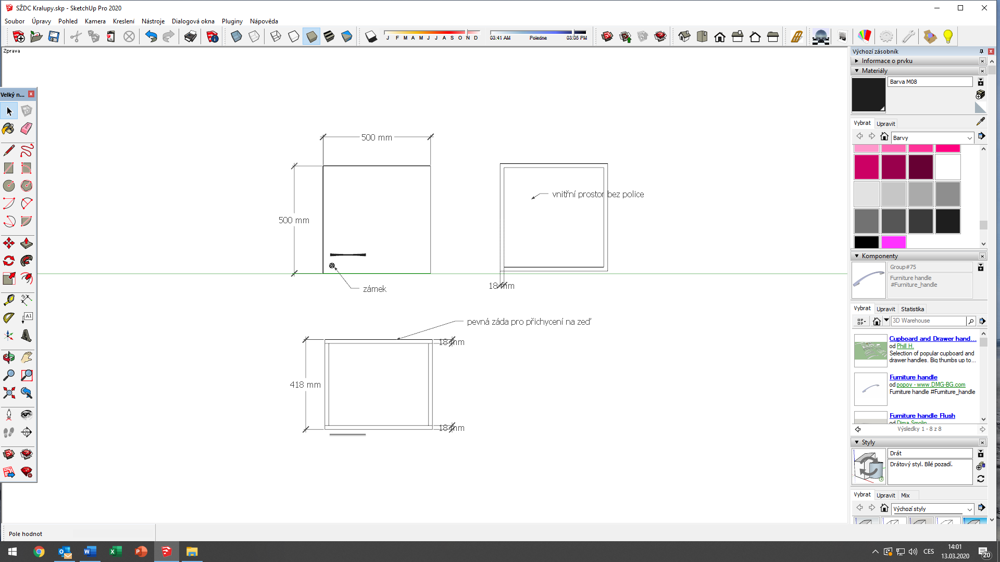 SŽDC Kralupy.skp - SketchUp Pro 2020
Soubor Úpravy Pohled Kamera Kreslení Nástroje Dialogová okna Pluginy Nápověda
J F M A M J J A S O N D
03:41 AM Poledne 03:05 PM
Zprava
Velký n...
A1
500 mm
500 mm
zámek
vnitřní prostor bez police
18 mm
pevná záda pro přichycení na zeď
18 mm
418 mm
18 mm
Výchozí zásobník
Informace o prvku
Materiály
Barva M08
Vybrat Upravit
Barvy
Komponenty
Group#75
Furniture handle
#Furniture_handle
Vybrat Upravit Statistika
3D Warehouse
Cupboard and Drawer hand...
od Phill H.
Selection of popular cupboard and
drawer handles. Big thumbs up to...
Furniture handle
od popov - www.DMG-BG.com
Furniture handle #Furniture_handle
Furniture handle Flush
od Dima Smolin
Výsledky 1 - 8 z 8
Styly
Drát
Drátový styl. Bílé pozadí.
Vybrat Upravit Mix
Výchozí styly
Pole hodnot
CES
14:01
13.03.2020
20